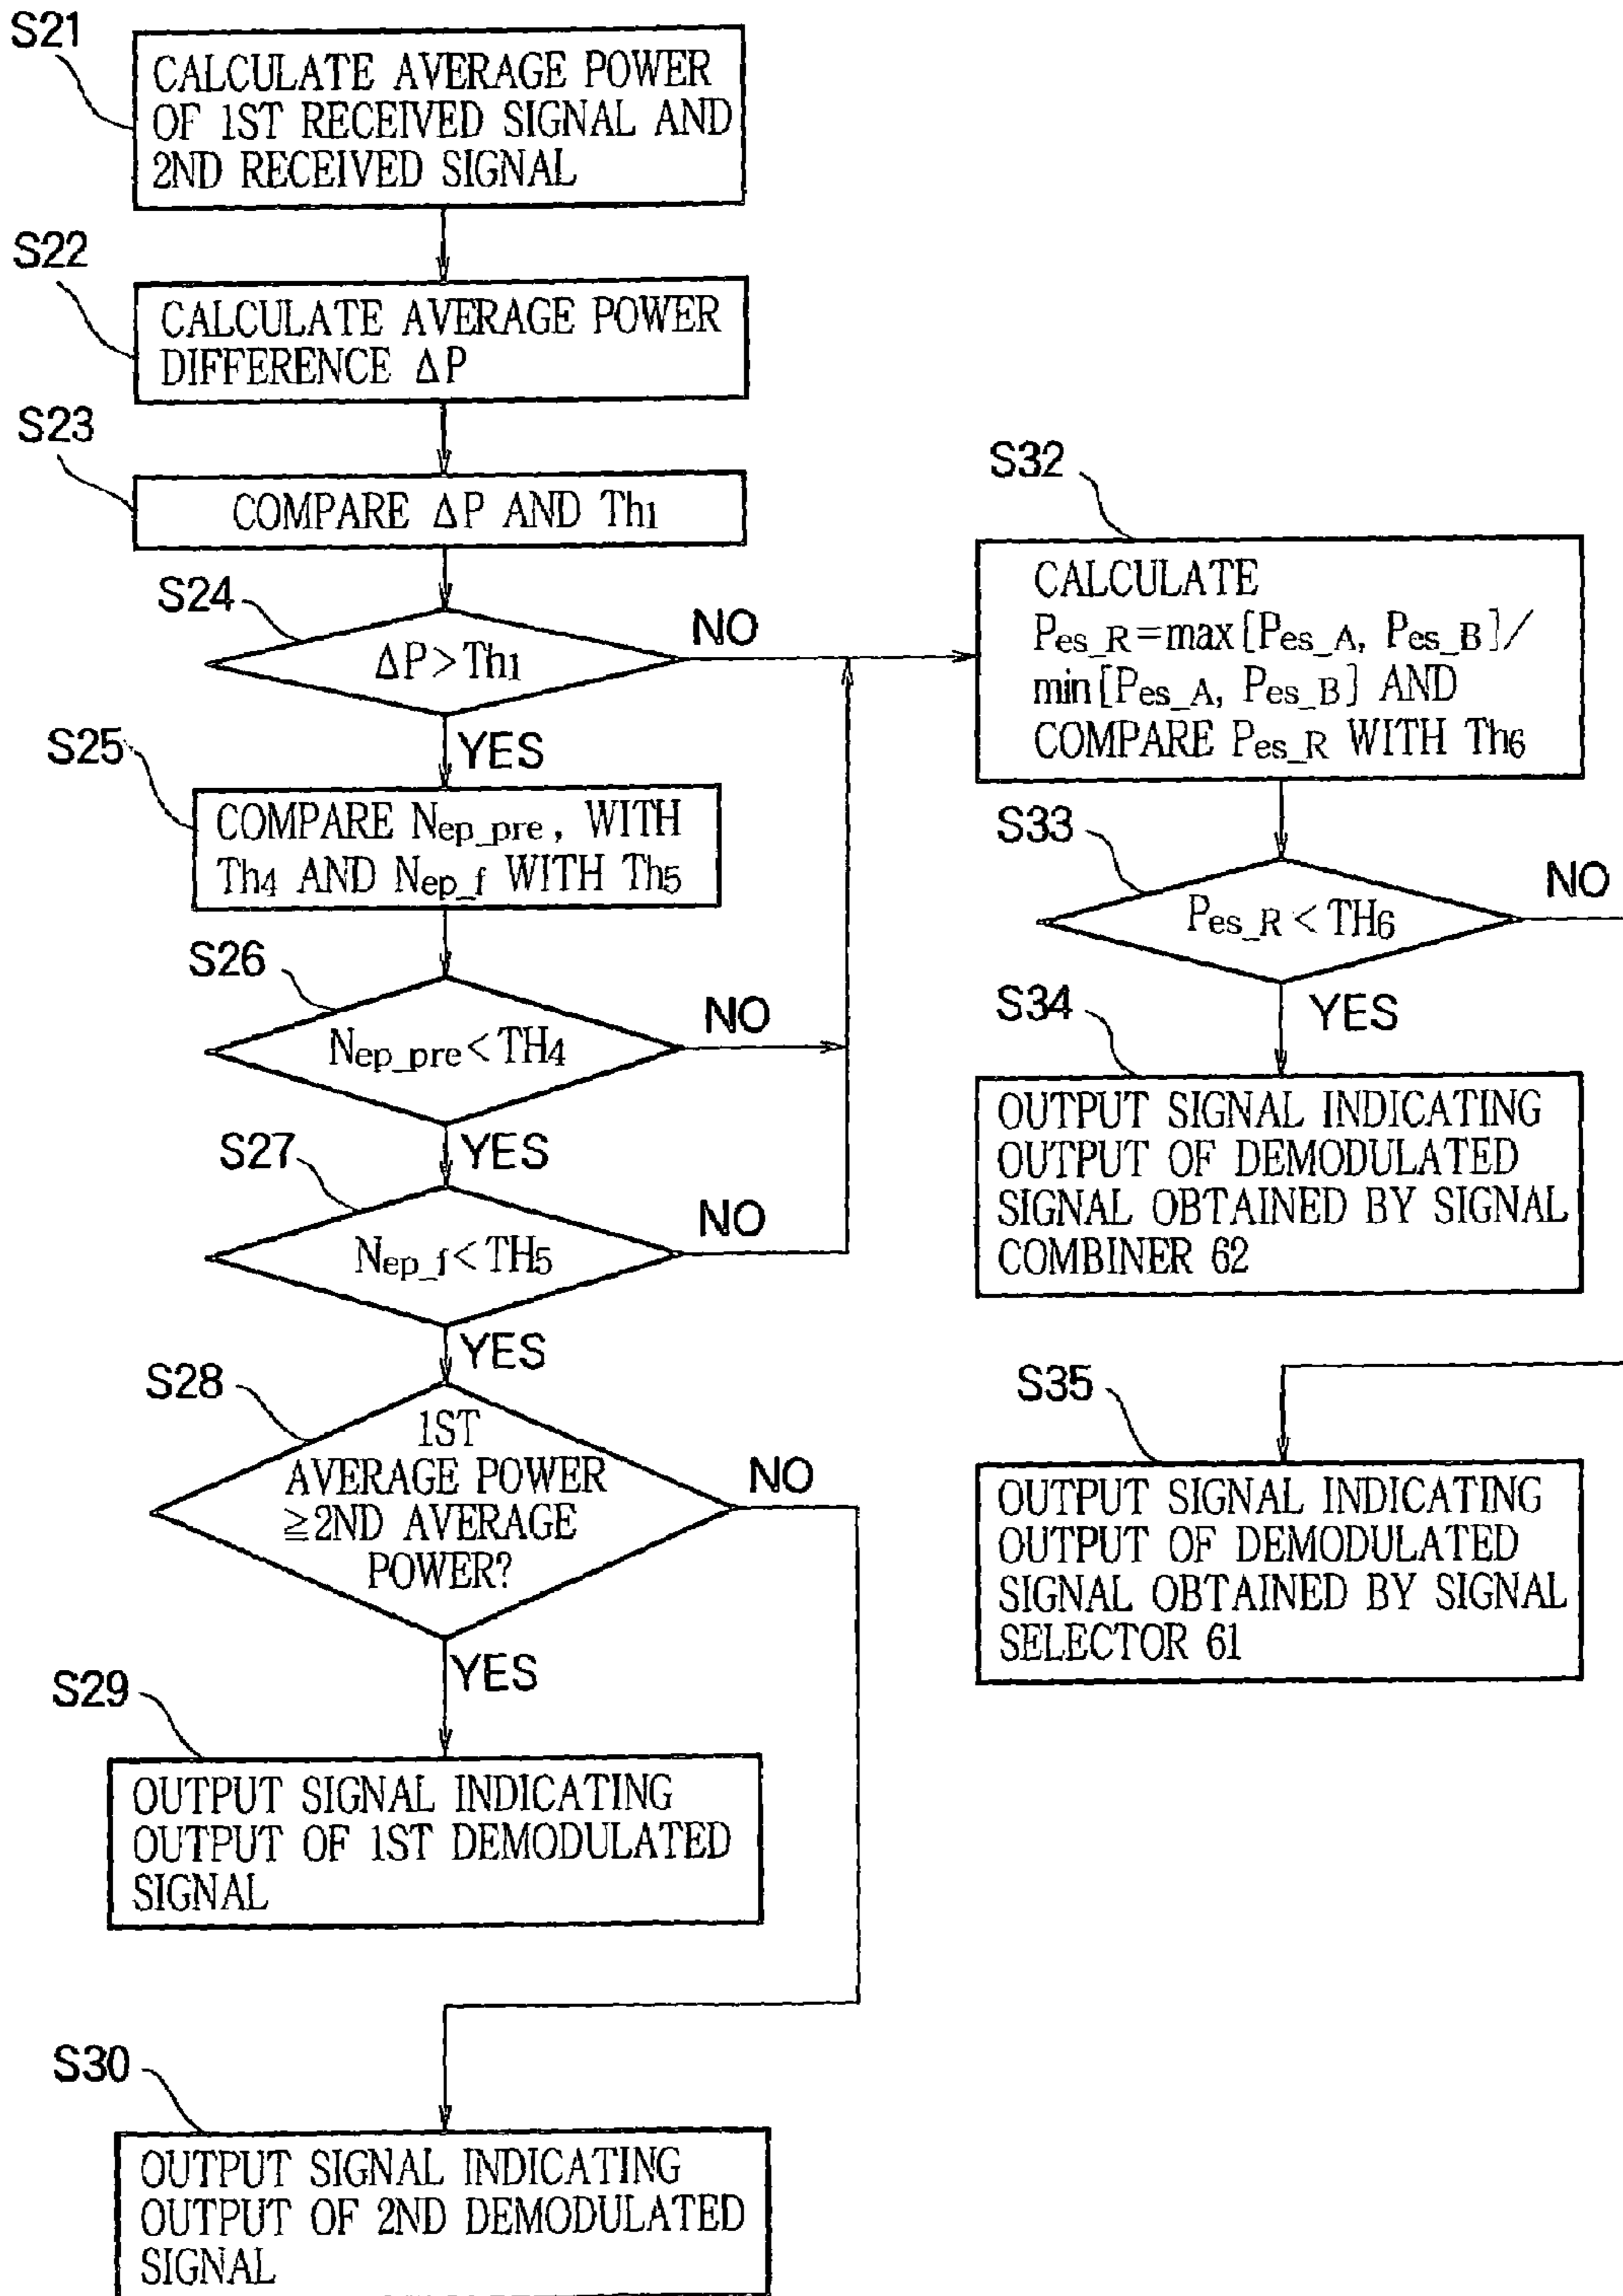 S21
CALCULATE AVERAGE POWER
OF 1ST RECEIVED SIGNAL AND
2ND RECEIVED SIGNAL
S22
CALCULATE AVERAGE POWER
DIFFERENCE ΔP
S23
COMPARE ΔP AND Th1
S24
ΔP>Th1
NO
YES
S25
COMPARE Nep_pre, WITH
Th4 AND Nep_f WITH Th5
S26
Nep_pre<TH4
NO
YES
S27
Nep_f<TH5
NO
YES
S28
1ST
AVERAGE POWER
≧2ND AVERAGE
POWER?
NO
YES
S29
OUTPUT SIGNAL INDICATING
OUTPUT OF 1ST DEMODULATED
SIGNAL
S30
OUTPUT SIGNAL INDICATING
OUTPUT OF 2ND DEMODULATED
SIGNAL
S32
CALCULATE
Pes_R=max[Pes_A, Pes_B]/
min[Pes_A, Pes_B] AND
COMPARE Pes_R WITH Th6
S33
Pes_R<TH6
NO
YES
S34
OUTPUT SIGNAL INDICATING
OUTPUT OF DEMODULATED
SIGNAL OBTAINED BY SIGNAL
COMBINER 62
S35
OUTPUT SIGNAL INDICATING
OUTPUT OF DEMODULATED
SIGNAL OBTAINED BY SIGNAL
SELECTOR 61